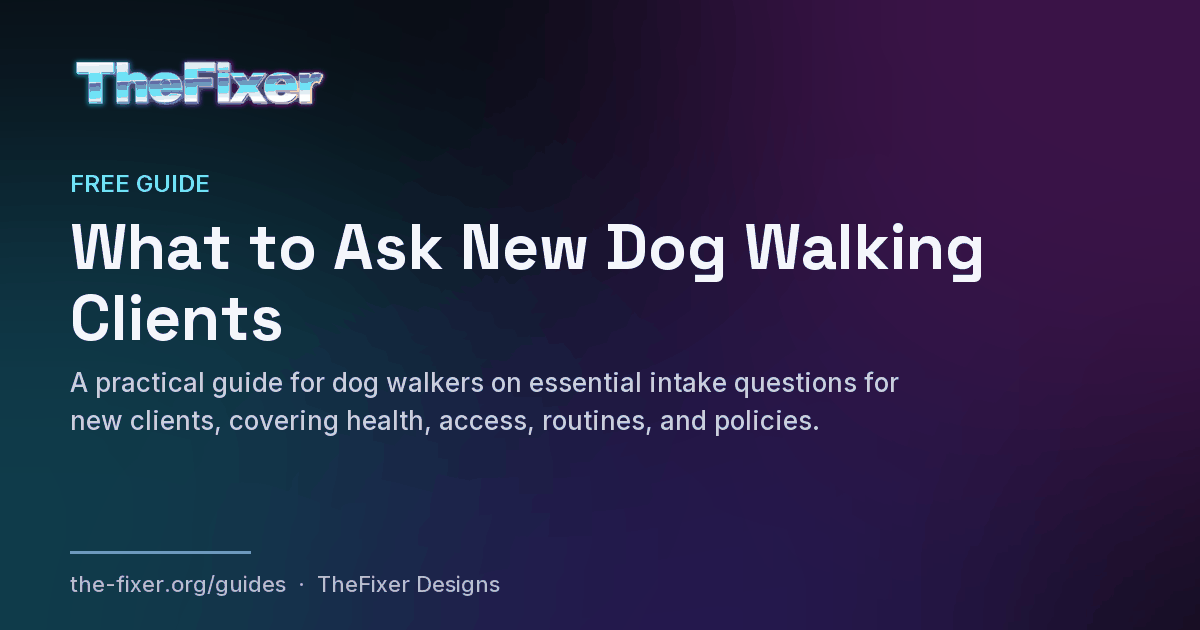 TheFixer
FREE GUIDE
What to Ask New Dog Walking
Clients
A practical guide for dog walkers on essential intake questions for
new clients, covering health, access, routines, and policies.
the-fixer.org/guides · TheFixer Designs